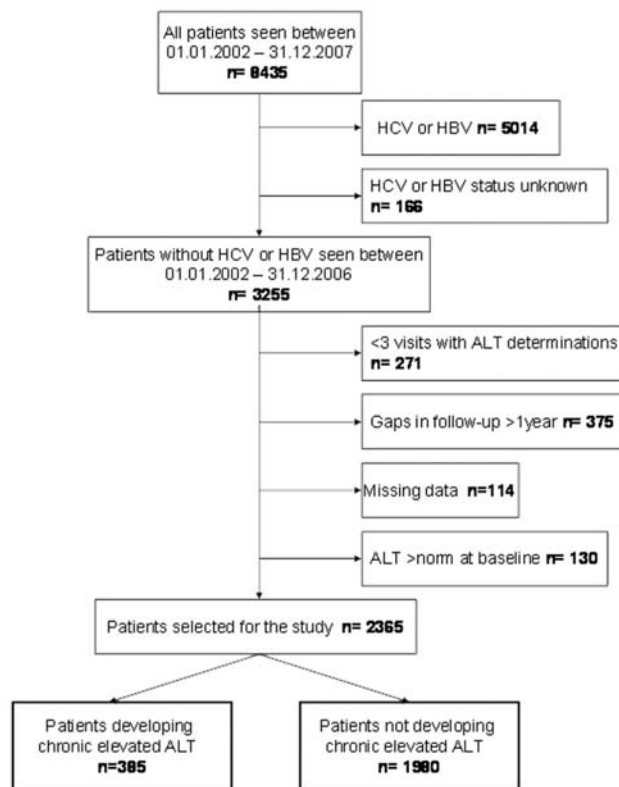 All patients seen between
01.01.2002 – 31.12.2007
n= 8435
HCV or HBV n= 5014
HCV or HBV status unknown
n= 166
Patients without HCV or HBV seen between
01.01.2002 – 31.12.2006
n= 3255
<3 visits with ALT determinations
n= 271
Gaps in follow-up >1year n= 375
Missing data n=114
ALT >norm at baseline n= 130
Patients selected for the study n= 2365
Patients developing
chronic elevated ALT
n=385
Patients not developing
chronic elevated ALT
n= 1980